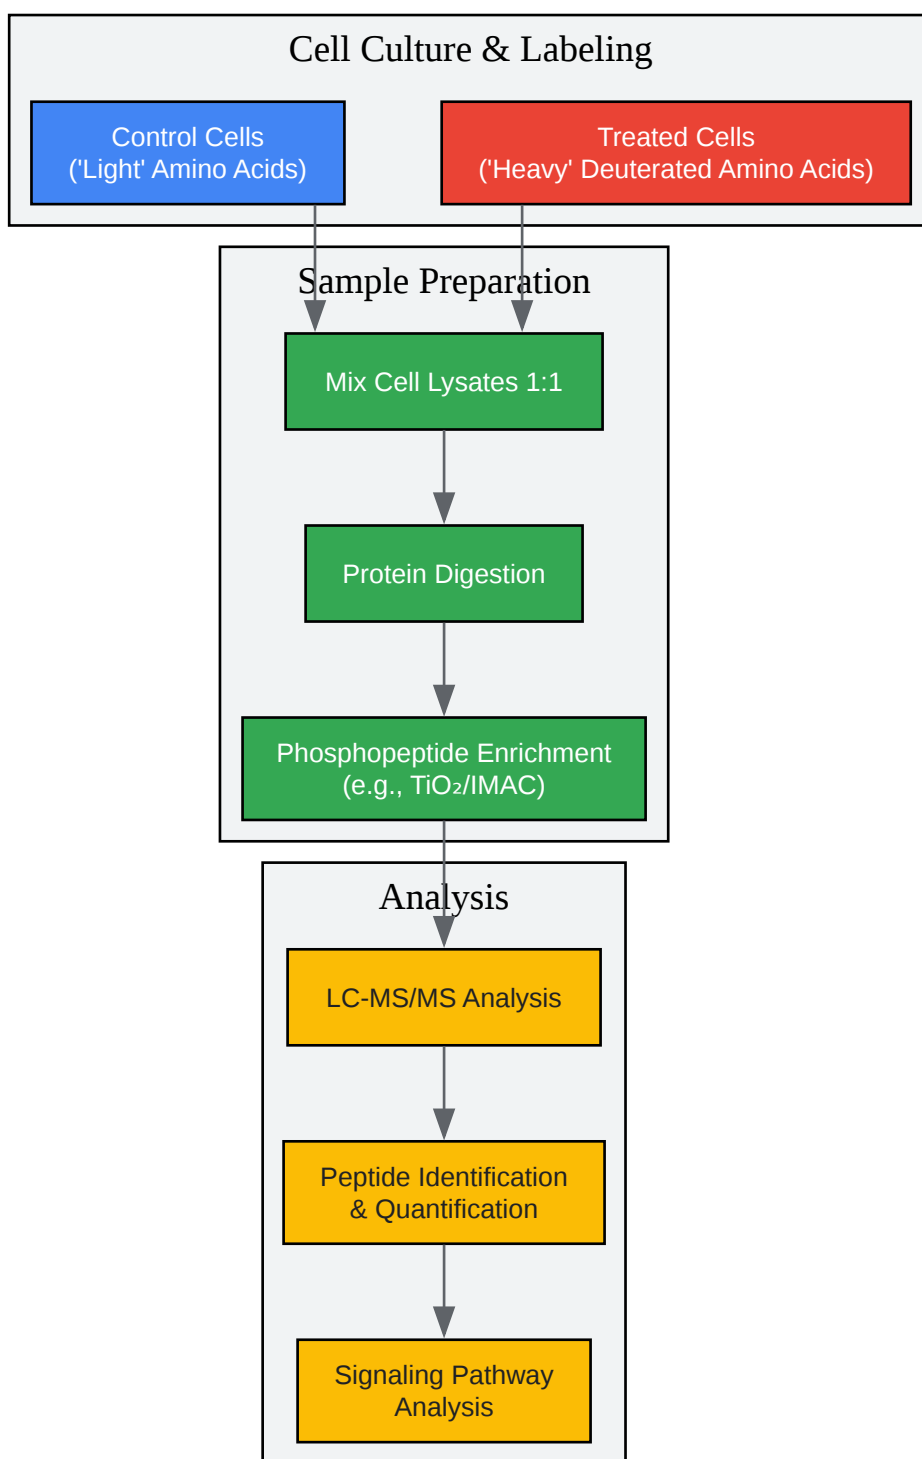 Cell Culture & Labeling
Control Cells
('Light' Amino Acids)
Treated Cells
('Heavy' Deuterated Amino Acids)
Sample Preparation
Mix Cell Lysates 1:1
Protein Digestion
Phosphopeptide Enrichment
(e.g., TiO₂/IMAC)
Analysis
LC-MS/MS Analysis
Peptide Identification
& Quantification
Signaling Pathway
Analysis